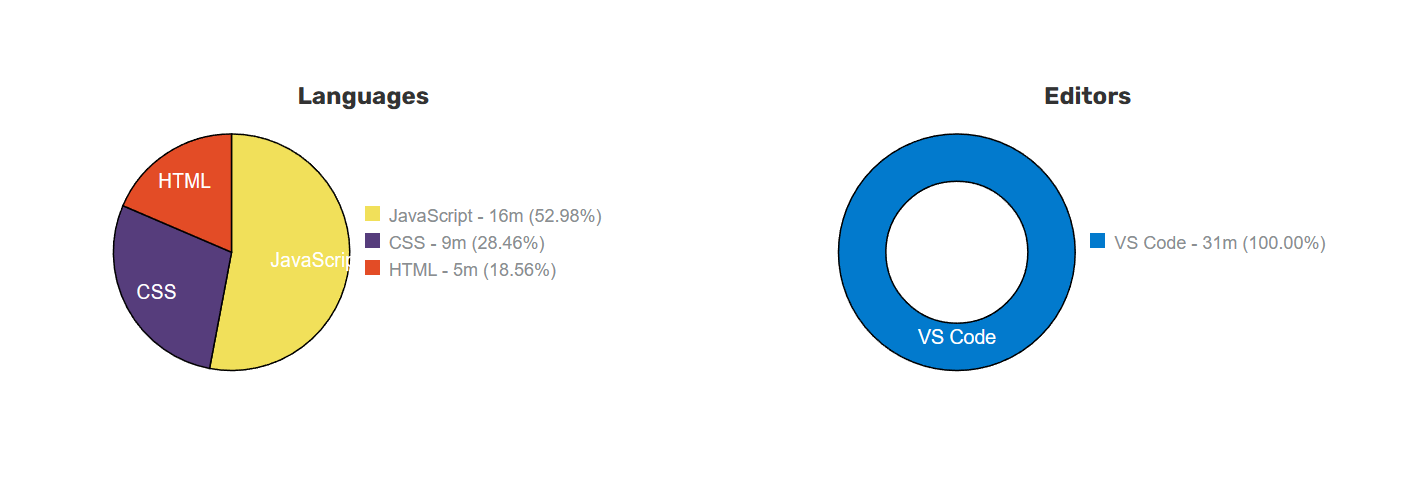 Languages
HTML
JavaScrip
CSS
JavaScript - 16m (52.98%)
CSS - 9m (28.46%)
HTML - 5m (18.56%)
Editors
VS Code
VS Code - 31m (100.00%)